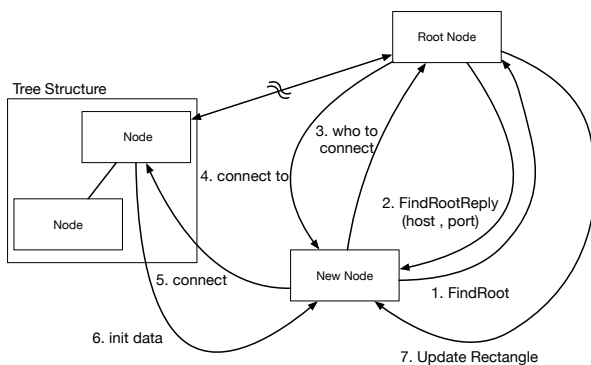 Root Node
Tree Structure
Node
Node
3. who to
connect
4. connect to
2. FindRootReply
(host , port)
New Node
5. connect
1. FindRoot
6. init data
7. Update Rectangle